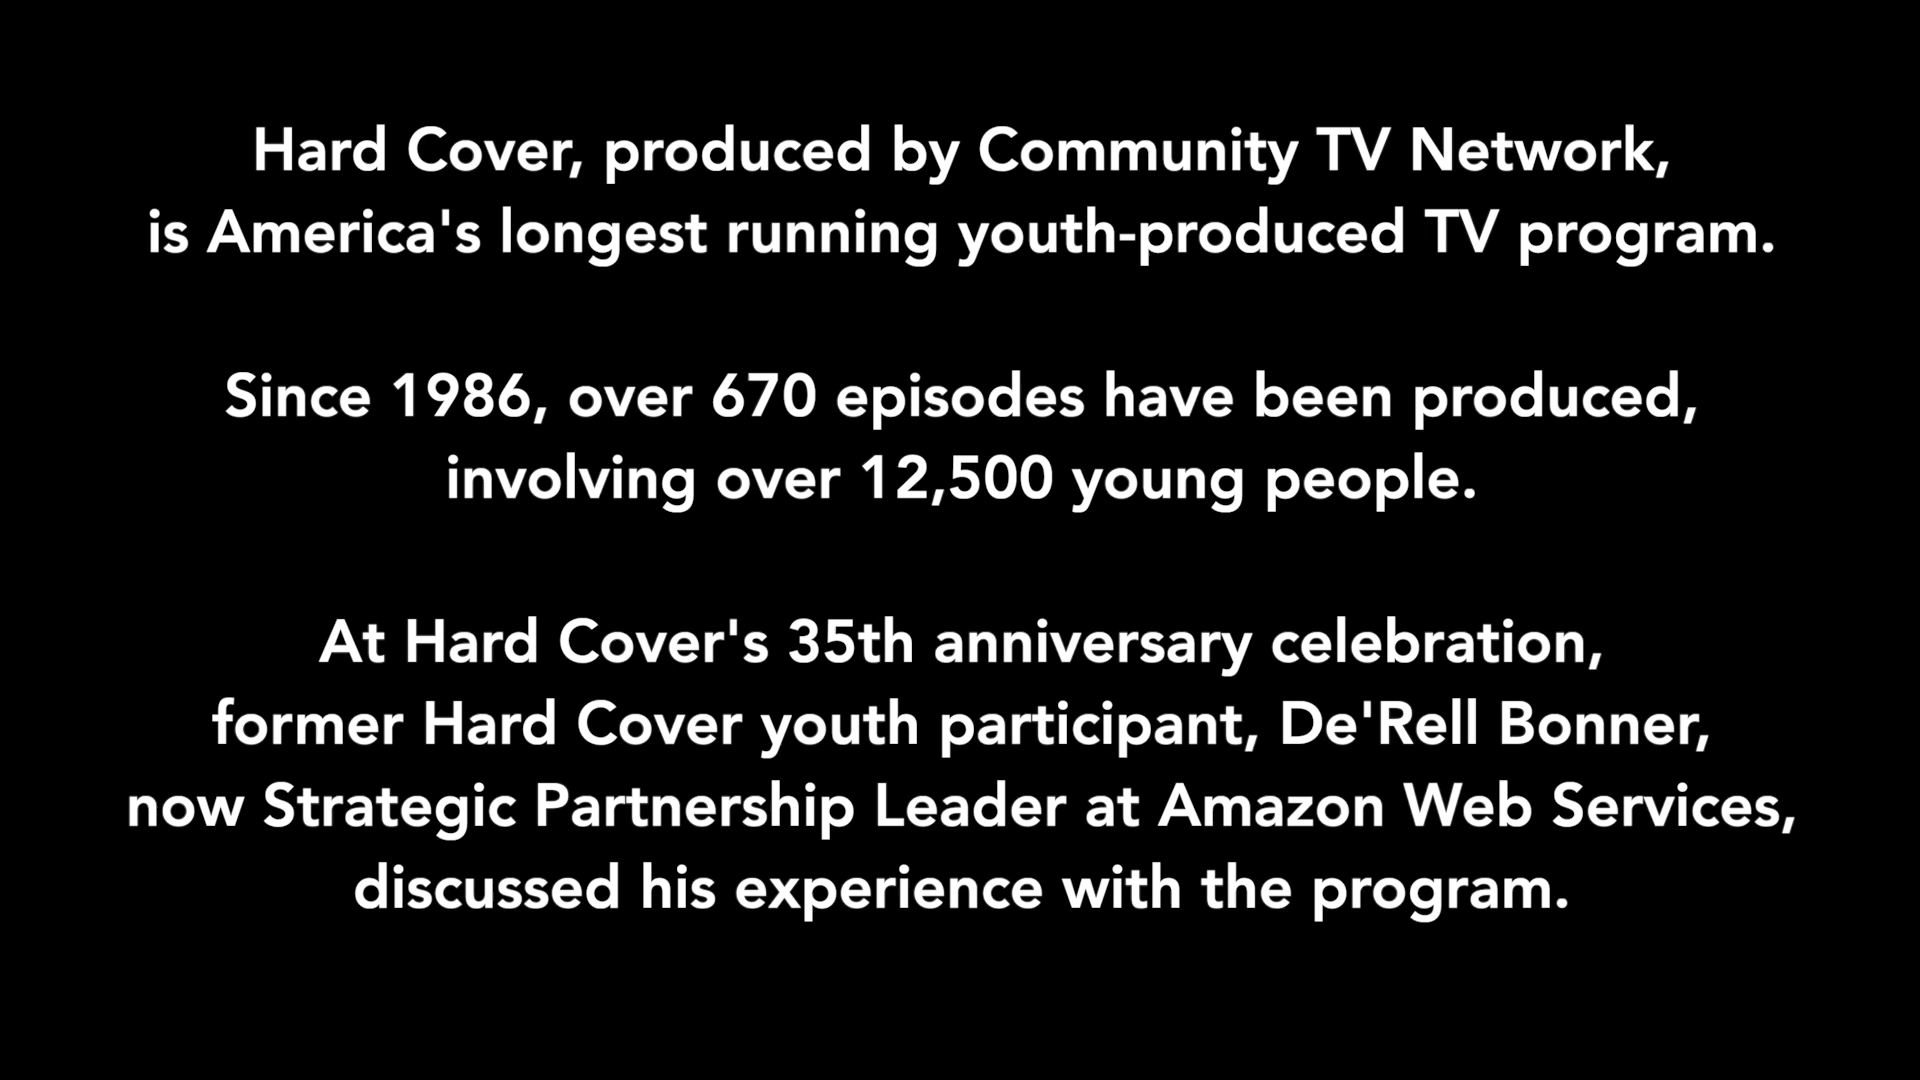 Hard Cover, produced by Community TV Network,
is America's longest running youth-produced TV program.
Since 1986, over 670 episodes have been produced,
involving over 12,500 young people.
At Hard Cover's 35th anniversary celebration,
former Hard Cover youth participant, De'Rell Bonner,
now Strategic Partnership Leader at Amazon Web Services,
discussed his experience with the program.